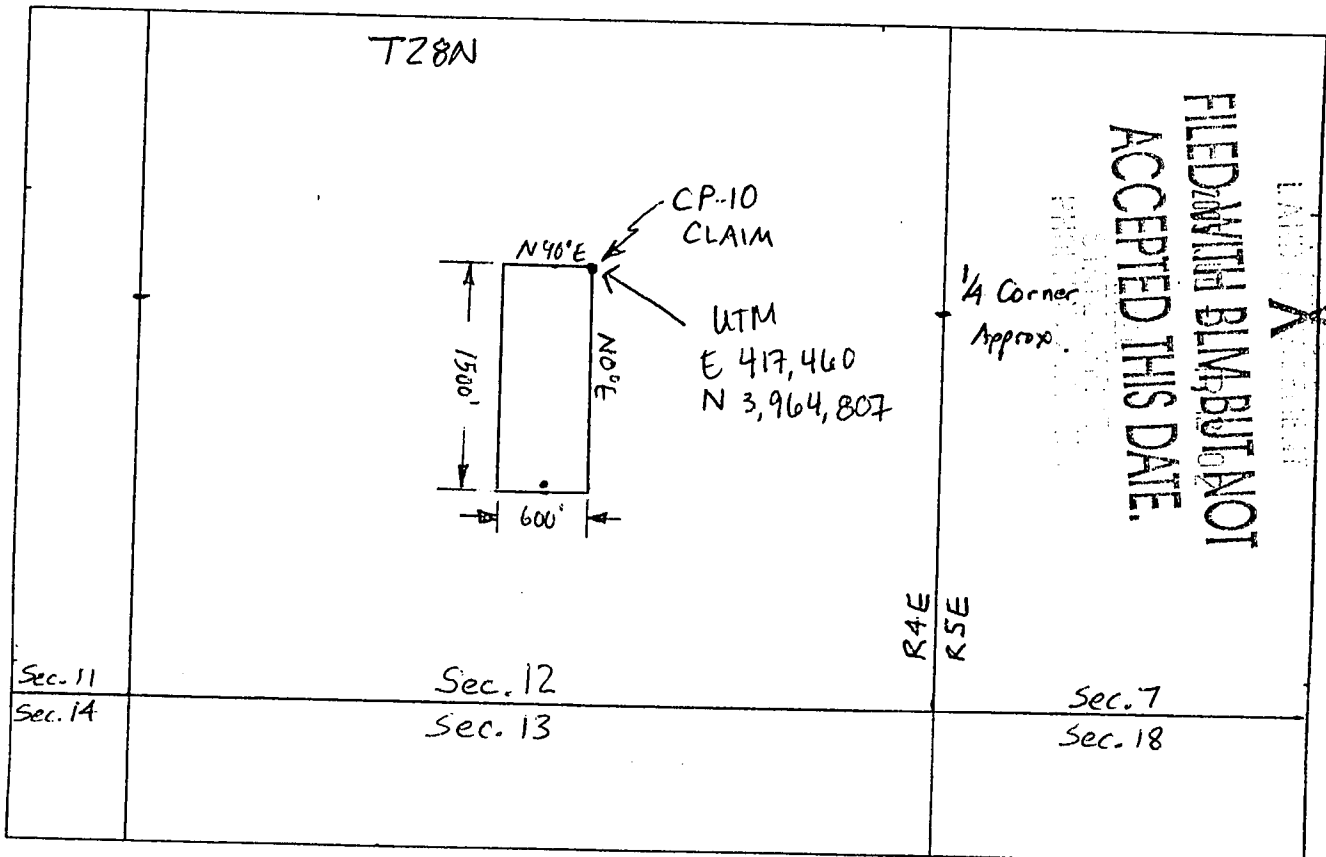 T28N
CP-10
CLAIM
N 90°E
UTM
E 417,460
N 3,964,807
N0°E
1500'
600'
1/4 Corner
Approx.
FILED WITH BLM, BUT NOT
ACCEPTED THIS DATE.
R4E
R5E
Sec. 11
Sec. 12
Sec. 7
Sec. 14
Sec. 13
Sec. 18